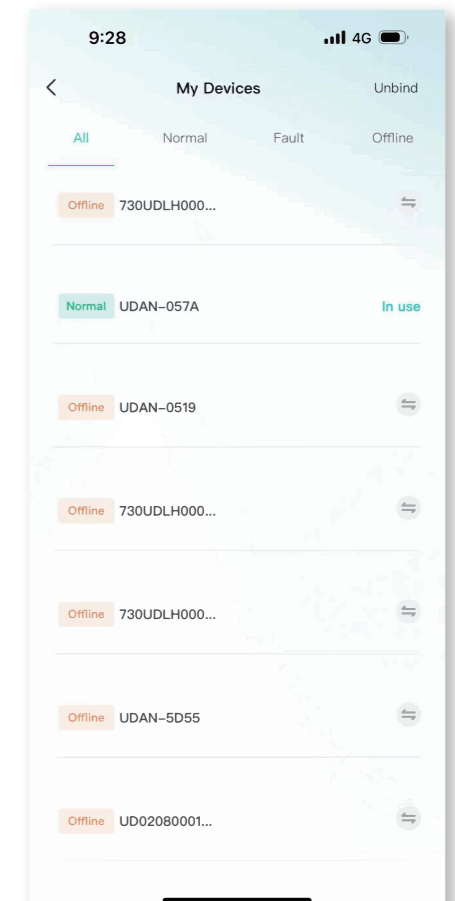 9:28 4G
My Devices Unbind
All Normal Fault Offline
Offline 730UDLH000...
Normal UDAN-057A In use
Offline UDAN-0519
Offline 730UDLH000...
Offline 730UDLH000...
Offline UDAN-5D55
Offline UD02080001...